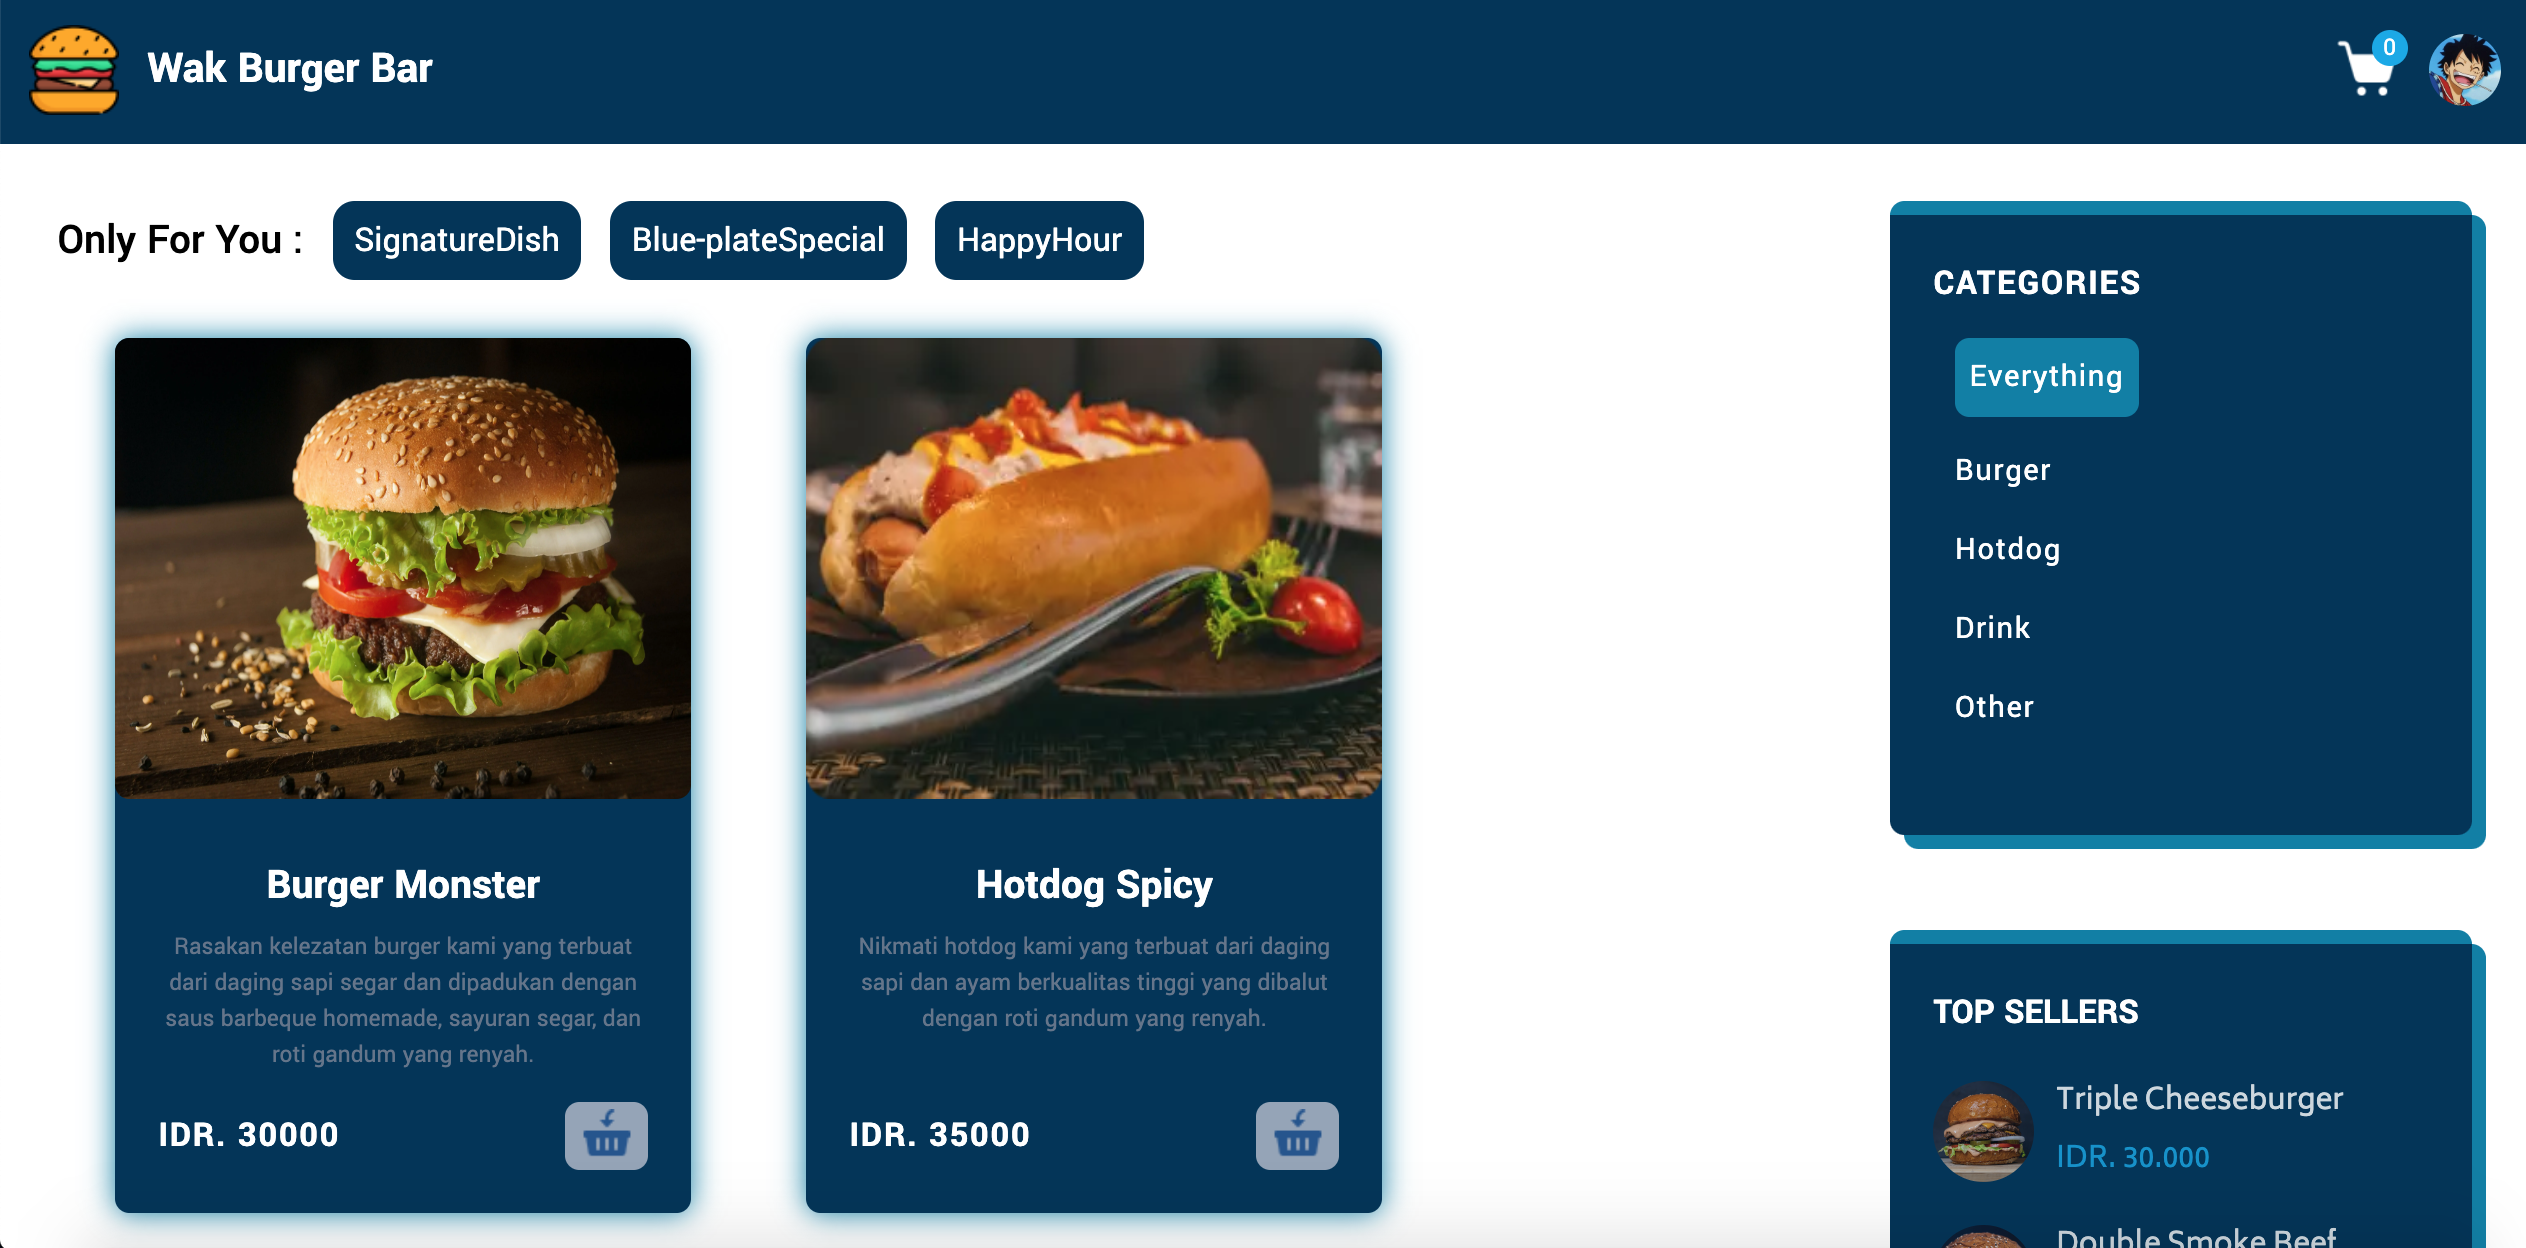 Wak Burger Bar
0
Only For You :
SignatureDish
Blue-plateSpecial
HappyHour
Burger Monster
Rasakan kelezatan burger kami yang terbuat
dari daging sapi segar dan dipadukan dengan
saus barbeque homemade, sayuran segar, dan
roti gandum yang renyah.
IDR. 30000
Hotdog Spicy
Nikmati hotdog kami yang terbuat dari daging
sapi dan ayam berkualitas tinggi yang dibalut
dengan roti gandum yang renyah.
IDR. 35000
CATEGORIES
Everything
Burger
Hotdog
Drink
Other
TOP SELLERS
Triple Cheeseburger
IDR. 30.000
Double Smoke Beef